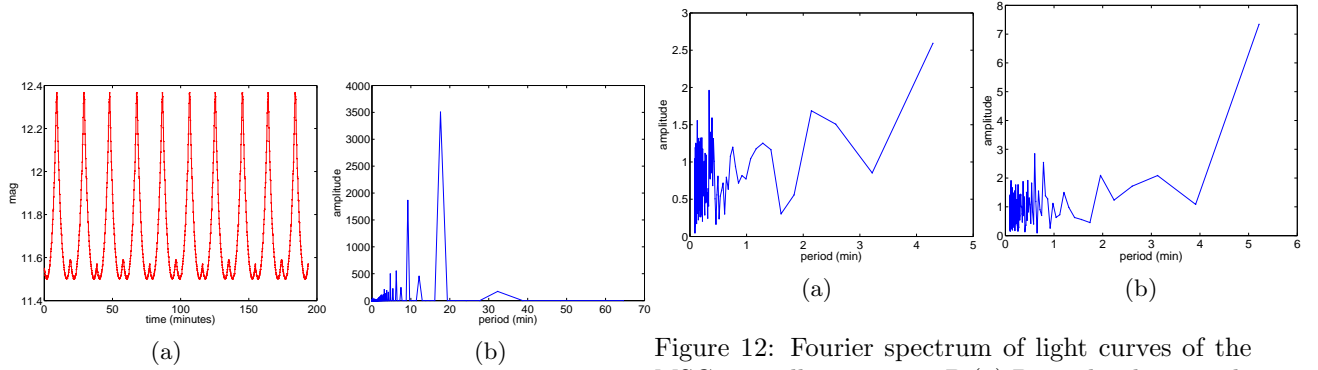 12.4
12.2
12
11.8
11.6
11.4
mag
0 50 100 150 200
time (minutes)
(a)
4000
3500
3000
2500
2000
1500
1000
500
0
amplitude
0 10 20 30 40 50 60 70
period (min)
(b)
3
2.5
2
1.5
1
0.5
0
amplitude
0 1 2 3 4 5
period (min)
(a)
8
7
6
5
4
3
2
1
0
amplitude
0 1 2 3 4 5 6
period (min)
(b)
Figure 12: Fourier spectrum of light curves of the